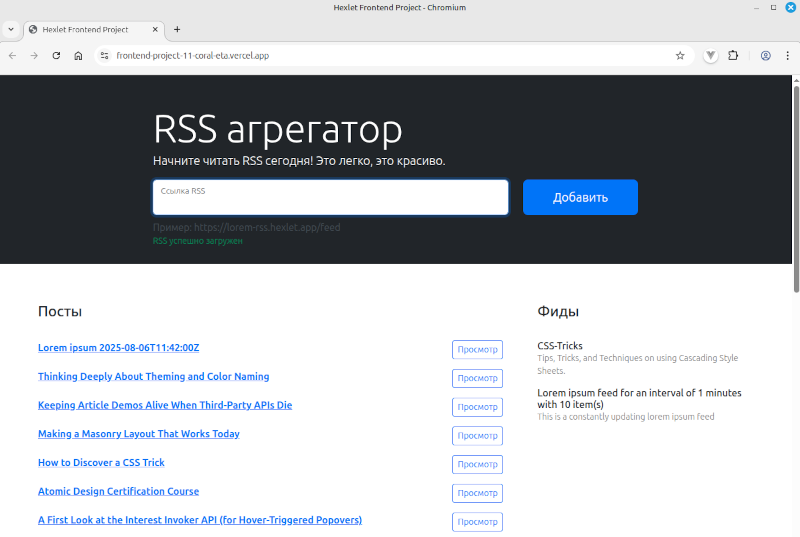 Hexlet Frontend Project - Chromium
Hexlet Frontend Project
frontend-project-11-coral-eta.vercel.app
RSS агрегатор
Начните читать RSS сегодня! Это легко, это красиво.
Ссылка RSS
Добавить
Пример: https://lorem-rss.hexlet.app/feed
RSS успешно загружен
Посты
Lorem ipsum 2025-08-06T11:42:00Z
Просмотр
Thinking Deeply About Theming and Color Naming
Просмотр
Keeping Article Demos Alive When Third-Party APIs Die
Просмотр
Making a Masonry Layout That Works Today
Просмотр
How to Discover a CSS Trick
Просмотр
Atomic Design Certification Course
Просмотр
A First Look at the Interest Invoker API (for Hover-Triggered Popovers)
Просмотр
Фиды
CSS-Tricks
Tips, Tricks, and Techniques on using Cascading Style
Sheets.
Lorem ipsum feed for an interval of 1 minutes
with 10 item(s)
This is a constantly updating lorem ipsum feed